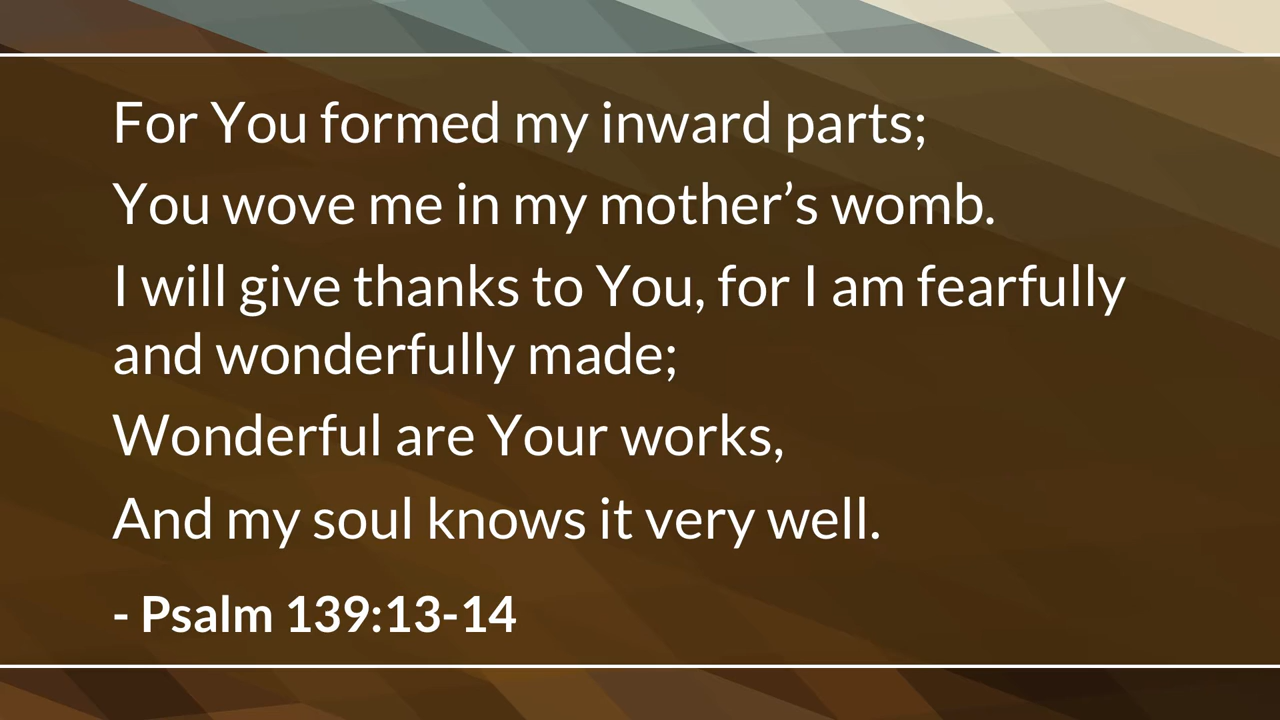 For You formed my inward parts;
You wove me in my mother’s womb.
I will give thanks to You, for I am fearfully
and wonderfully made;
Wonderful are Your works,
And my soul knows it very well.
- Psalm 139:13-14